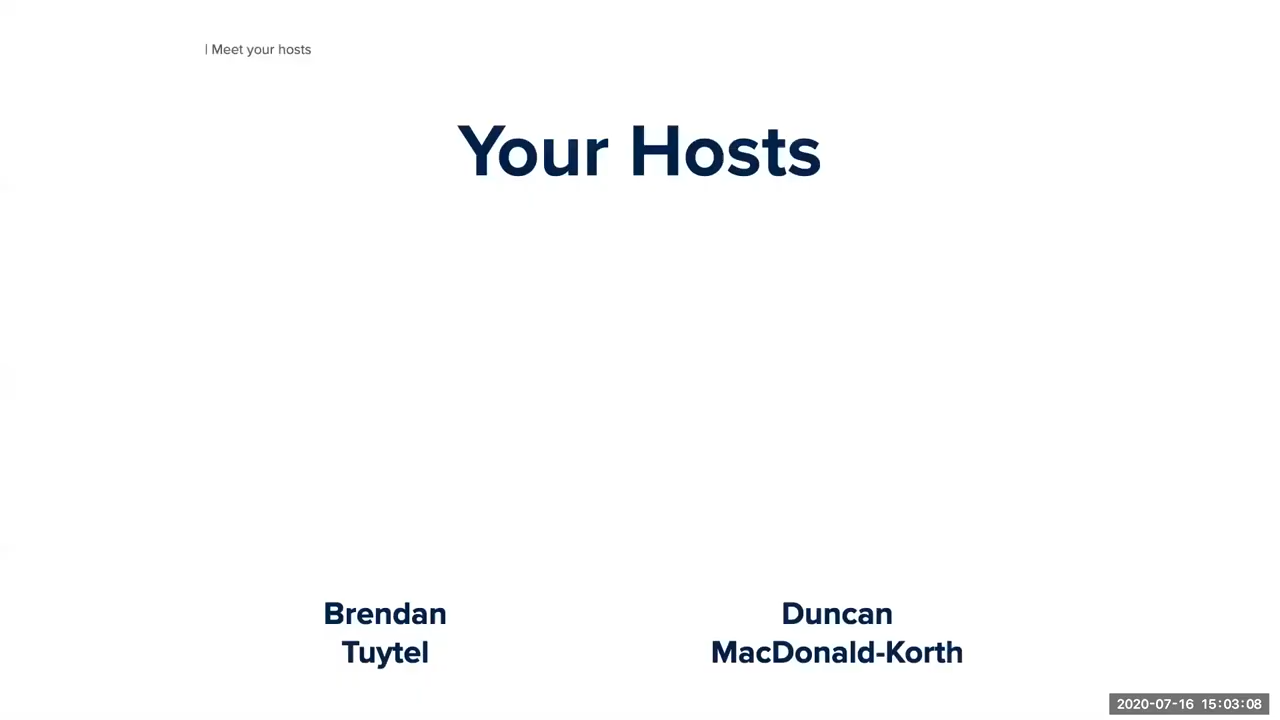 | Meet your hosts
Your Hosts
Brendan
Tuytel
Duncan
MacDonald-Korth
2020-07-16 15:03:08